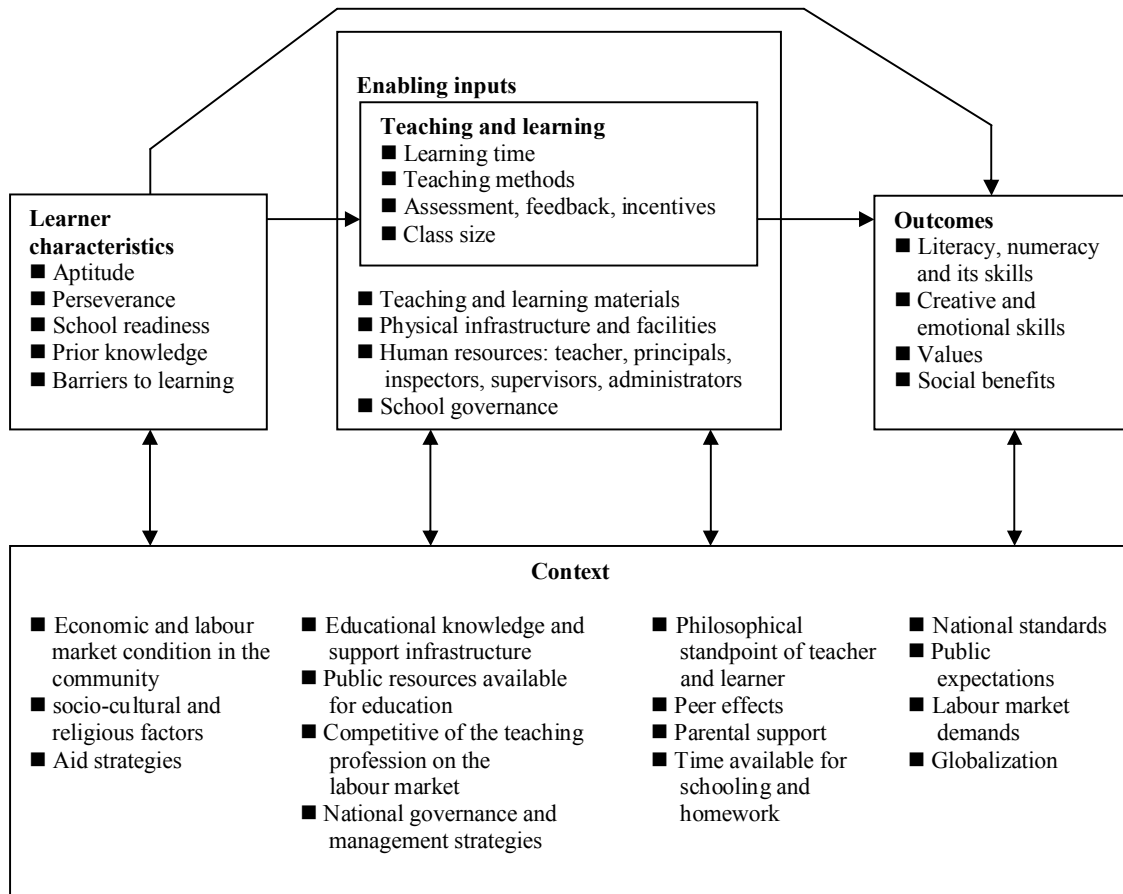 Enabling inputs
Teaching and learning
■ Learning time
■ Teaching methods
■ Assessment, feedback, incentives
■ Class size
■ Teaching and learning materials
■ Physical infrastructure and facilities
■ Human resources: teacher, principals,
inspectors, supervisors, administrators
■ School governance
Learner
characteristics
■ Aptitude
■ Perseverance
■ School readiness
■ Prior knowledge
■ Barriers to learning
Outcomes
■ Literacy, numeracy
and its skills
■ Creative and
emotional skills
■ Values
■ Social benefits
Context
■ Economic and labour
market condition in the
community
■ socio-cultural and
religious factors
■ Aid strategies
■ Educational knowledge and
support infrastructure
■ Public resources available
for education
■ Competitive of the teaching
profession on the
labour market
■ National governance and
management strategies
■ Philosophical
standpoint of teacher
and learner
■ Peer effects
■ Parental support
■ Time available for
schooling and
homework
■ National standards
■ Public
expectations
■ Labour market
demands
■ Globalization